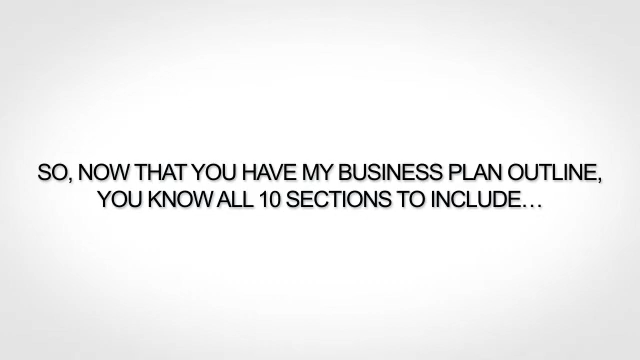 SO, NOW THAT YOU HAVE MY BUSINESS PLAN OUTLINE,
YOU KNOW ALL 10 SECTIONS TO INCLUDE…